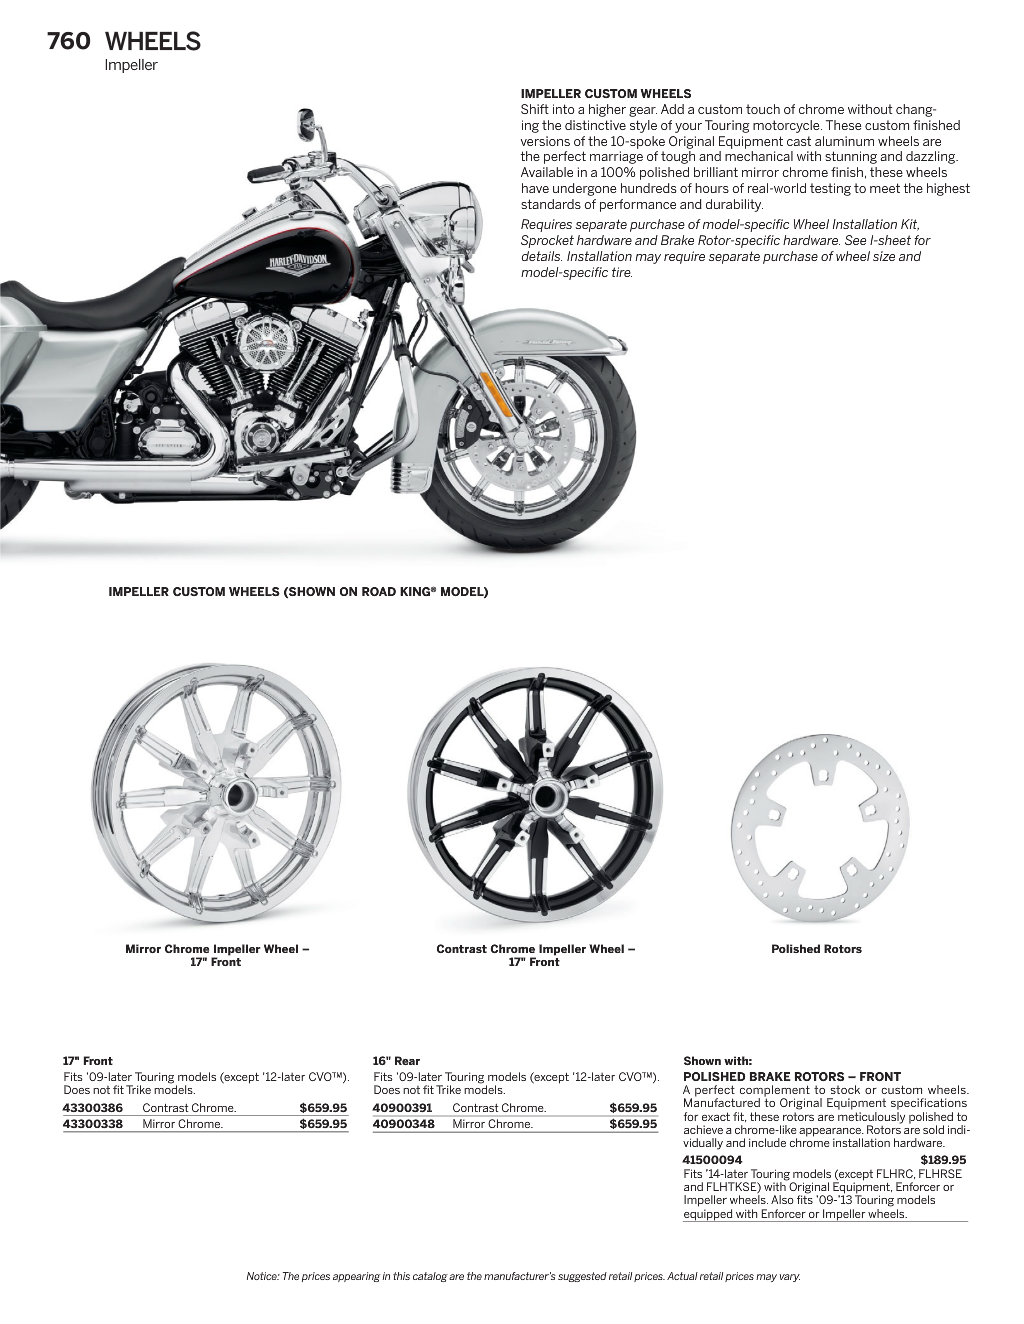 760 WHEELS
Impeller
IMPELLER CUSTOM WHEELS
Shift into a higher gear. Add a custom touch of chrome without chang-
ing the distinctive style of your Touring motorcycle. These custom finished
versions of the 10-spoke Original Equipment cast aluminum wheels are
the perfect marriage of tough and mechanical with stunning and dazzling.
Available in a 100% polished brilliant mirror chrome finish, these wheels
have undergone hundreds of hours of real-world testing to meet the highest
standards of performance and durability.
Requires separate purchase of model-specific Wheel Installation Kit,
Sprocket hardware and Brake Rotor-specific hardware. See I-sheet for
details. Installation may require separate purchase of wheel size and
model-specific tire.
HARLEY-DAVIDSON
IMPELLER CUSTOM WHEELS (SHOWN ON ROAD KING® MODEL)
Mirror Chrome Impeller Wheel –
17" Front
Contrast Chrome Impeller Wheel –
17" Front
Polished Rotors
17" Front
Fits '09-later Touring models (except '12-later CVO™).
Does not fit Trike models.
43300386 Contrast Chrome. $659.95
43300338 Mirror Chrome. $659.95
16" Rear
Fits '09-later Touring models (except '12-later CVO™).
Does not fit Trike models.
40900391 Contrast Chrome. $659.95
40900348 Mirror Chrome. $659.95
Shown with:
POLISHED BRAKE ROTORS – FRONT
A perfect complement to stock or custom wheels.
Manufactured to Original Equipment specifications
for exact fit, these rotors are meticulously polished to
achieve a chrome-like appearance. Rotors are sold indi-
vidually and include chrome installation hardware.
41500094 $189.95
Fits '14-later Touring models (except FLHRC, FLHRSE
and FLHTKSE) with Original Equipment, Enforcer or
Impeller wheels. Also fits '09-'13 Touring models
equipped with Enforcer or Impeller wheels.
Notice: The prices appearing in this catalog are the manufacturer's suggested retail prices. Actual retail prices may vary.